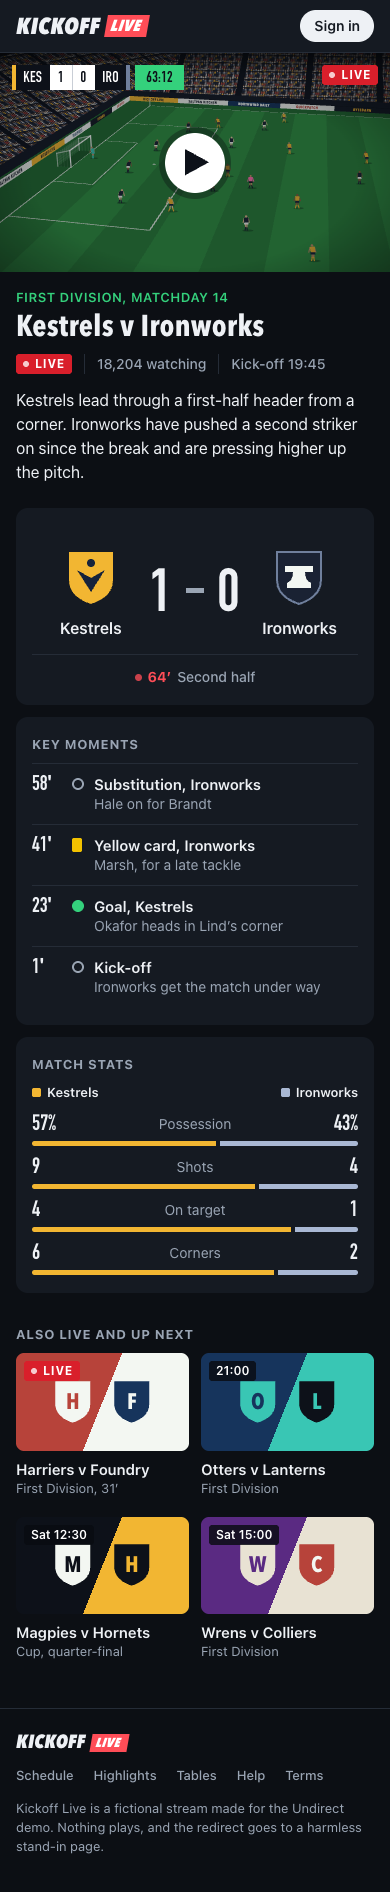 KICKOFF LIVE
Sign in
KES 1 0 IRO 63:12
LIVE
FIRST DIVISION, MATCHDAY 14
Kestrels v Ironworks
LIVE 18,204 watching Kick-off 19:45
Kestrels lead through a first-half header from a
corner. Ironworks have pushed a second striker
on since the break and are pressing higher up
the pitch.
1 – 0
Kestrels Ironworks
64' Second half
KEY MOMENTS
58' Substitution, Ironworks
Hale on for Brandt
41' Yellow card, Ironworks
Marsh, for a late tackle
23' Goal, Kestrels
Okafor heads in Lind's corner
1' Kick-off
Ironworks get the match under way
MATCH STATS
Kestrels Ironworks
57% Possession 43%
9 Shots 4
4 On target 1
6 Corners 2
ALSO LIVE AND UP NEXT
LIVE
H F
Harriers v Foundry
First Division, 31'
21:00
O L
Otters v Lanterns
First Division
Sat 12:30
M H
Magpies v Hornets
Cup, quarter-final
Sat 15:00
W C
Wrens v Colliers
First Division
KICKOFF LIVE
Schedule Highlights Tables Help Terms
Kickoff Live is a fictional stream made for the Undirect
demo. Nothing plays, and the redirect goes to a harmless
stand-in page.